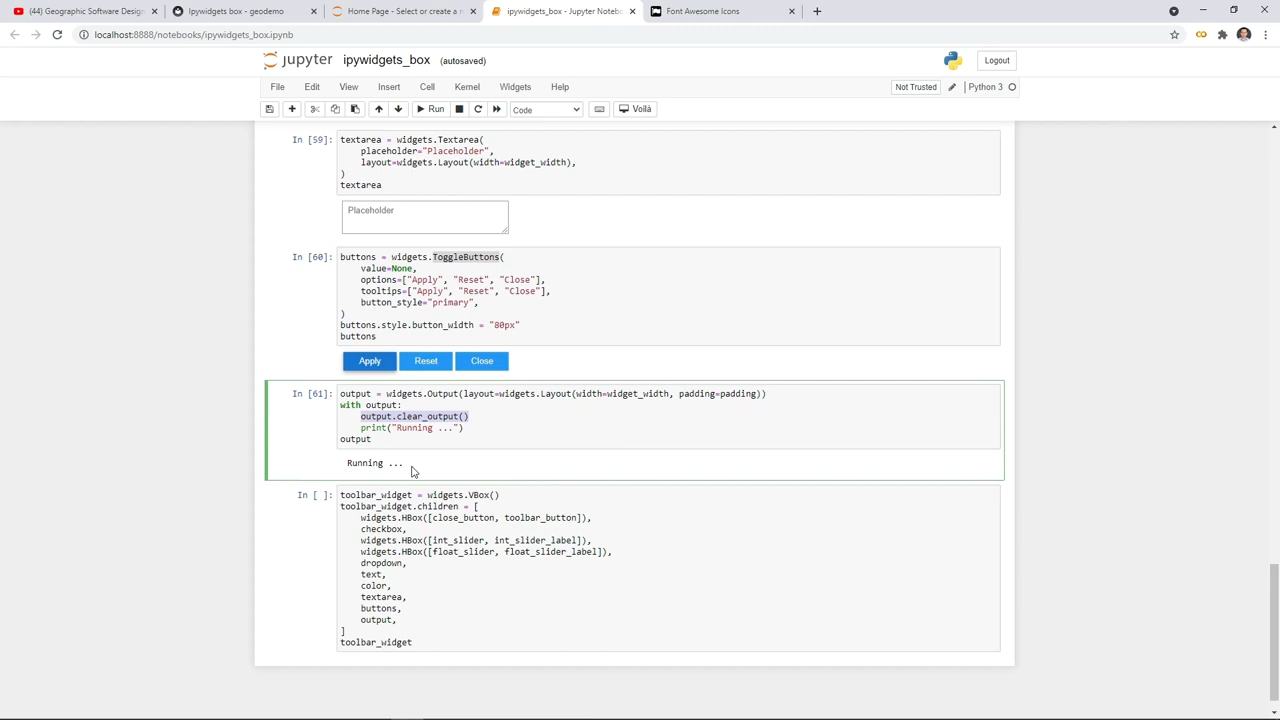 (44) Geographic Software Desig
Ipywidgets box - geodemo
Home Page - Select or create a n
ipywidgets_box - Jupyter Noteb
Font Awesome Icons
localhost:8888/notebooks/ipywidgets_box.ipynb
jupyter ipywidgets_box (autosaved)
Logout
File Edit View Insert Cell Kernel Widgets Help
Not Trusted
Python 3
Run
Code
Voilà
In [59]: textarea = widgets.Textarea(
placeholder="Placeholder",
layout=widgets.Layout(width=widget_width),
)
textarea
Placeholder
In [60]: buttons = widgets.ToggleButtons(
value=None,
options=["Apply", "Reset", "Close"],
tooltips=["Apply", "Reset", "Close"],
button_style="primary",
)
buttons.style.button_width = "80px"
buttons
Apply Reset Close
In [61]: output = widgets.Output(layout=widgets.Layout(width=widget_width, padding=padding))
with output:
output.clear_output()
print("Running ...")
output
Running ...
In [ ]: toolbar_widget = widgets.VBox()
toolbar_widget.children = [
widgets.HBox([close_button, toolbar_button]),
checkbox,
widgets.HBox([int_slider, int_slider_label]),
widgets.HBox([float_slider, float_slider_label]),
dropdown,
text,
color,
textarea,
buttons,
output,
]
toolbar_widget